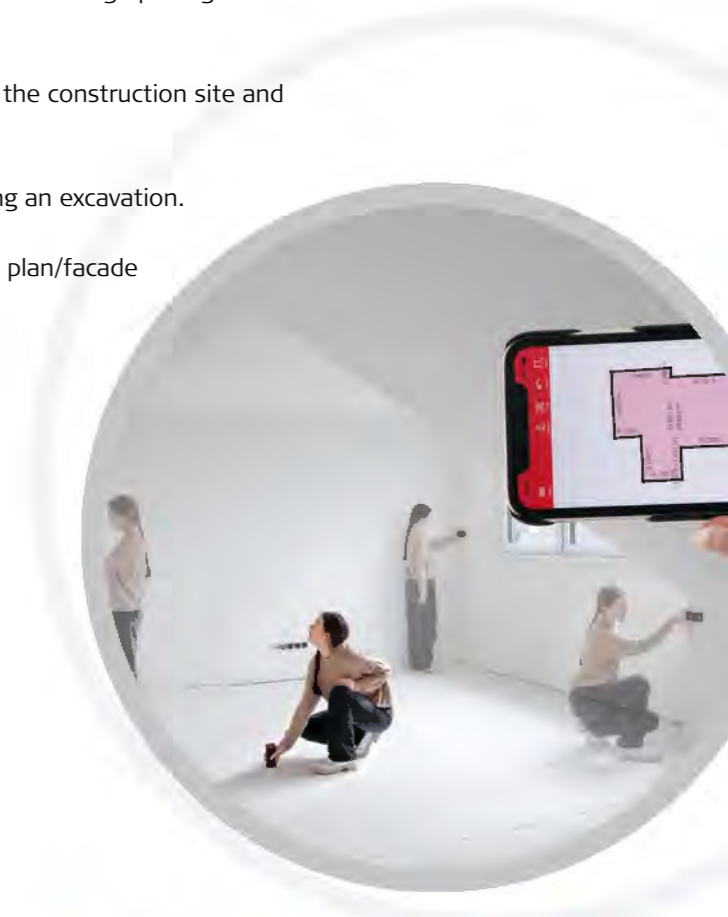 the construction site and
ng an excavation.
plan/facade